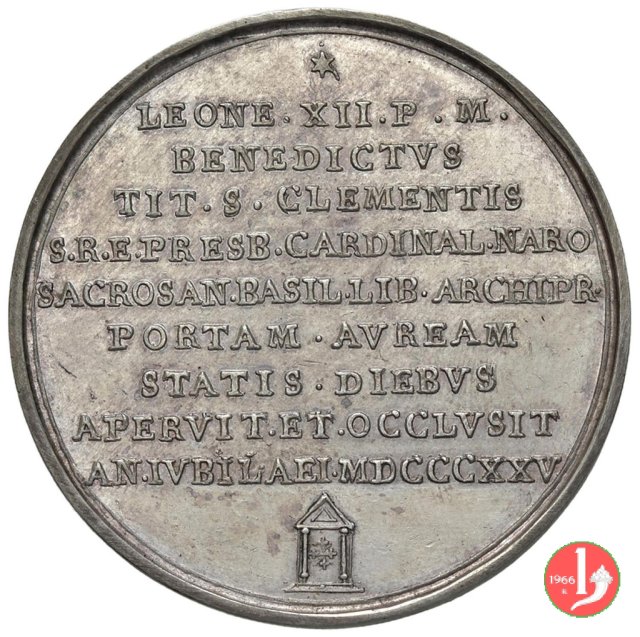 LEONE · XII · P · M ·
BENEDICTVS
TIT · S · CLEMENTIS
S.R.E.PRESB.CARDINAL.NARO
SACROSAN.BASIL.LIB.ARCHIPR.
PORTAM · AVREAM
STATIS · DIEBVS
APERVIT.ET.OCCLVSIT
AN.IVBILAEI.MDCCCXXV
1966